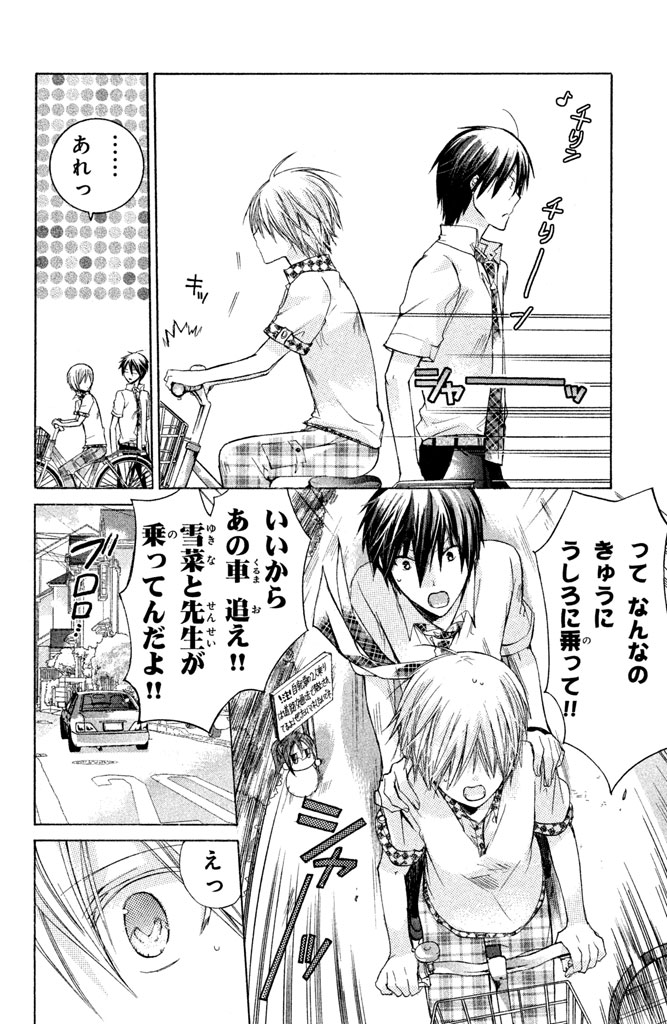 ♪チリン
チリーン
シャーッ
キッ
……
あれっ
って なんなの
きゅうに
うしろに乗って!!
いいから
あの車 追え!!
雪菜と先生が
乗ってんだよ!!
ブロロ…
シャー
えっ